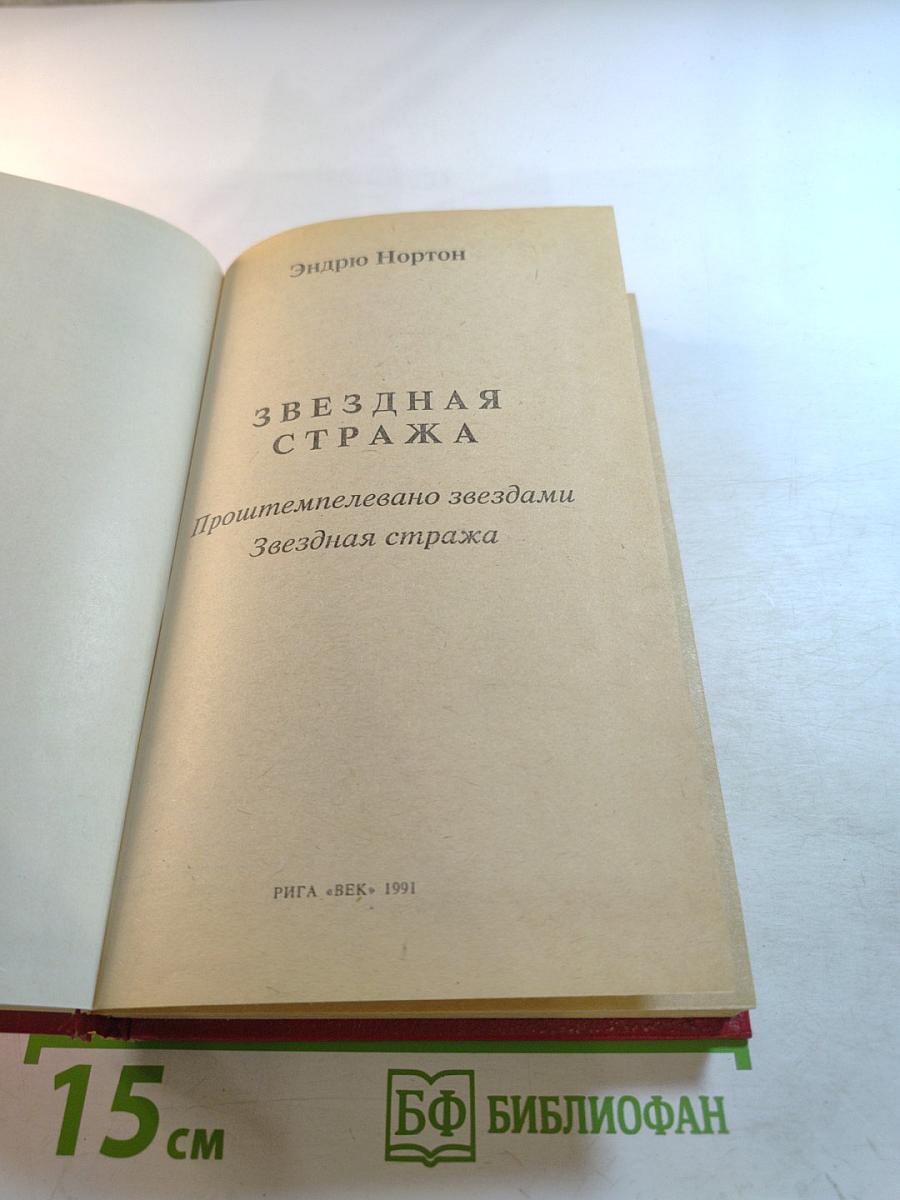 Эндрю Нортон
ЗВЕЗДНАЯ
СТРАЖА
Проштемпелевано звездами
Звездная стража
РИГА «ВЕК» 1991
15 см
БФ БИБЛИОФАН